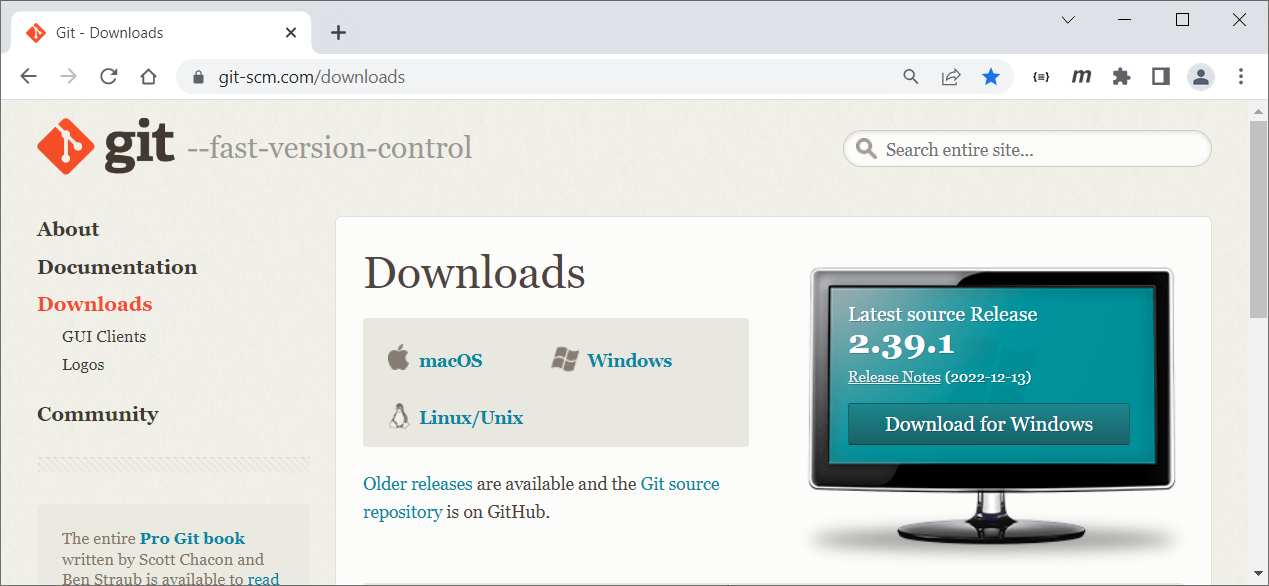 Git - Downloads
git-scm.com/downloads
{≡}
m
git --fast-version-control
Search entire site...
About
Documentation
Downloads
GUI Clients
Logos
Community
The entire Pro Git book
written by Scott Chacon and
Ben Straub is available to read
Downloads
macOS
Windows
Linux/Unix
Older releases are available and the Git source
repository is on GitHub.
Latest source Release
2.39.1
Release Notes (2022-12-13)
Download for Windows